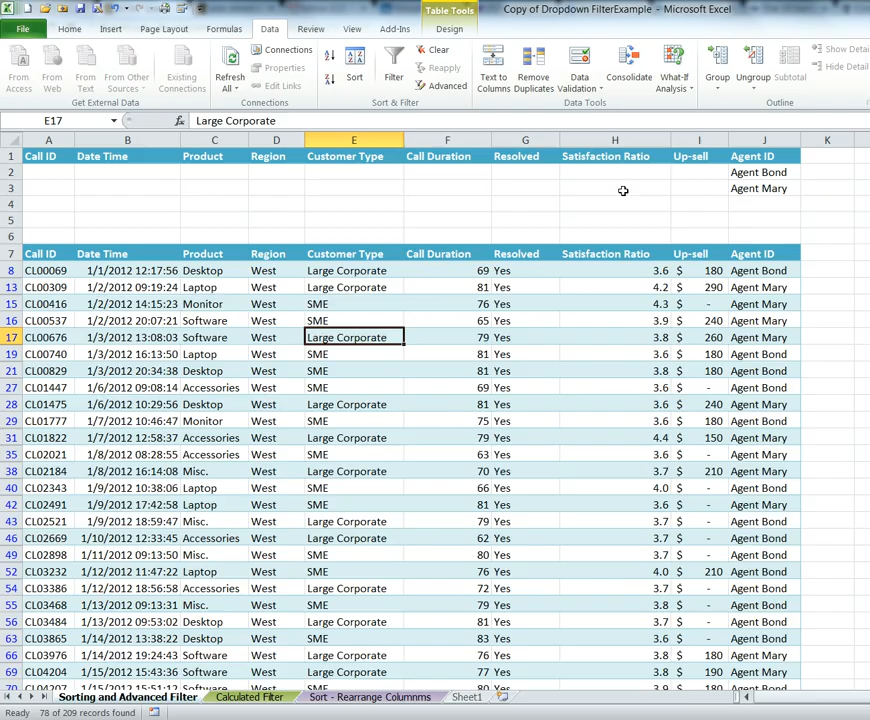 Table Tools
Copy of Dropdown FilterExample - Microsoft Excel
File Home Insert Page Layout Formulas Data Review View Add-Ins Design
From Access
From Web
From Text
From Other Sources
Existing Connections
Get External Data
Refresh All
Connections
Properties
Edit Links
Connections
Sort
Filter
Clear
Reapply
Advanced
Sort & Filter
Text to Columns
Remove Duplicates
Data Validation
Consolidate
What-If Analysis
Data Tools
Group
Ungroup
Subtotal
Show Detai
Hide Detail
Outline
E17 fx Large Corporate
A B C D E F G H I J K
1 Call ID Date Time Product Region Customer Type Call Duration Resolved Satisfaction Ratio Up-sell Agent ID
2 Agent Bond
3 Agent Mary
4
5
6
7 Call ID Date Time Product Region Customer Type Call Duration Resolved Satisfaction Ratio Up-sell Agent ID
8 CL00069 1/1/2012 12:17:56 Desktop West Large Corporate 69 Yes 3.6 $ 180 Agent Bond
13 CL00309 1/2/2012 09:19:24 Laptop West Large Corporate 81 Yes 4.2 $ 290 Agent Mary
15 CL00416 1/2/2012 14:15:23 Monitor West SME 76 Yes 4.3 $ - Agent Mary
16 CL00537 1/2/2012 20:07:21 Software West SME 65 Yes 3.9 $ 240 Agent Mary
17 CL00676 1/3/2012 13:08:03 Software West Large Corporate 79 Yes 3.8 $ 260 Agent Mary
19 CL00740 1/3/2012 16:13:50 Laptop West SME 81 Yes 3.6 $ 180 Agent Bond
21 CL00829 1/3/2012 20:34:38 Desktop West SME 81 Yes 3.8 $ 180 Agent Bond
27 CL01447 1/6/2012 09:08:14 Accessories West SME 69 Yes 3.6 $ - Agent Bond
28 CL01475 1/6/2012 10:29:56 Desktop West Large Corporate 81 Yes 3.6 $ 240 Agent Mary
29 CL01777 1/7/2012 10:46:47 Monitor West SME 75 Yes 3.6 $ 180 Agent Bond
31 CL01822 1/7/2012 12:58:37 Accessories West Large Corporate 79 Yes 4.4 $ 150 Agent Mary
35 CL02021 1/8/2012 08:28:55 Accessories West SME 63 Yes 3.6 $ - Agent Mary
38 CL02184 1/8/2012 16:14:08 Misc. West Large Corporate 70 Yes 3.7 $ 210 Agent Mary
40 CL02343 1/9/2012 10:38:06 Laptop West SME 66 Yes 4.0 $ - Agent Bond
42 CL02491 1/9/2012 17:42:58 Laptop West SME 81 Yes 3.6 $ - Agent Mary
43 CL02521 1/9/2012 18:59:47 Misc. West Large Corporate 79 Yes 3.7 $ - Agent Bond
46 CL02669 1/10/2012 12:33:45 Accessories West Large Corporate 62 Yes 3.7 $ - Agent Bond
49 CL02898 1/11/2012 09:13:50 Misc. West SME 80 Yes 3.7 $ - Agent Bond
52 CL03232 1/12/2012 11:47:22 Laptop West SME 76 Yes 4.0 $ 210 Agent Bond
54 CL03386 1/12/2012 18:56:58 Accessories West Large Corporate 72 Yes 3.7 $ - Agent Bond
55 CL03468 1/13/2012 09:13:31 Misc. West SME 79 Yes 3.8 $ - Agent Bond
56 CL03484 1/13/2012 09:53:02 Desktop West Large Corporate 81 Yes 3.7 $ - Agent Bond
63 CL03865 1/14/2012 13:38:22 Desktop West SME 83 Yes 3.6 $ - Agent Bond
66 CL03976 1/14/2012 19:24:43 Software West Large Corporate 76 Yes 3.8 $ 180 Agent Mary
69 CL04204 1/15/2012 15:43:36 Software West Large Corporate 77 Yes 3.8 $ 190 Agent Mary
70 CL04207 1/15/2012 15:51:12 Software West SME 80 Yes 3.9 $ 180 Agent Bond
Sorting and Advanced Filter Calculated Filter Sort - Rearrange Columnms Sheet1
Ready 78 of 209 records found